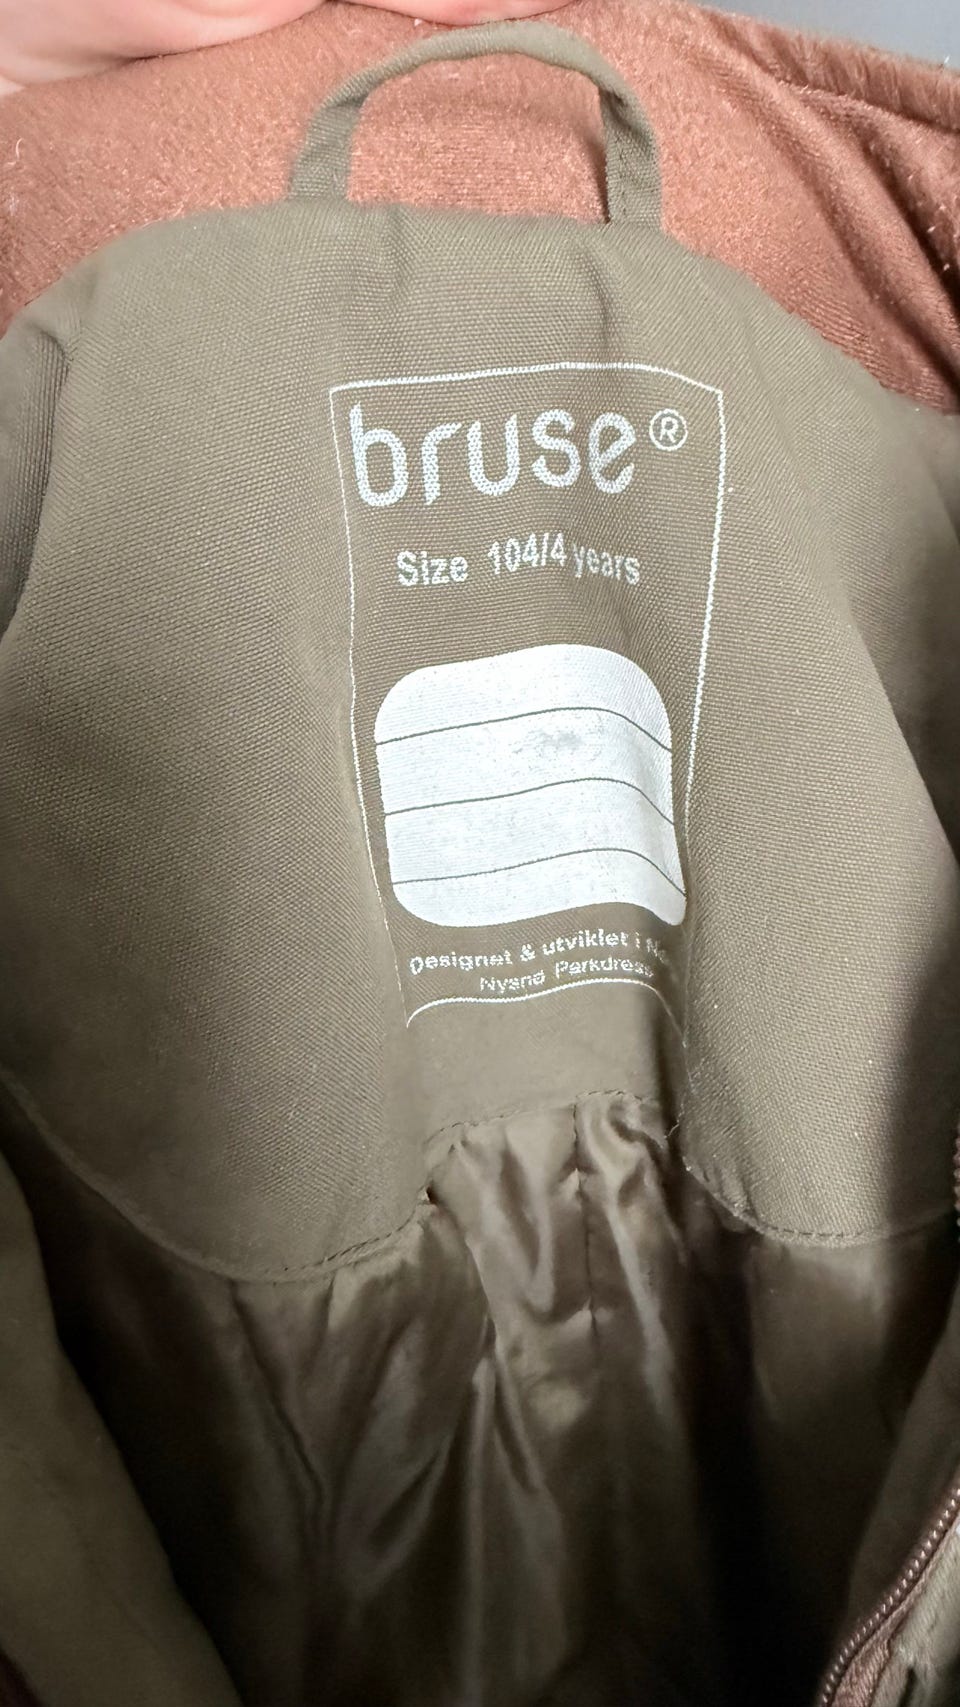 bruse®
Size 104/4 years
Designet & utviklet i
Nysnø Parkdress